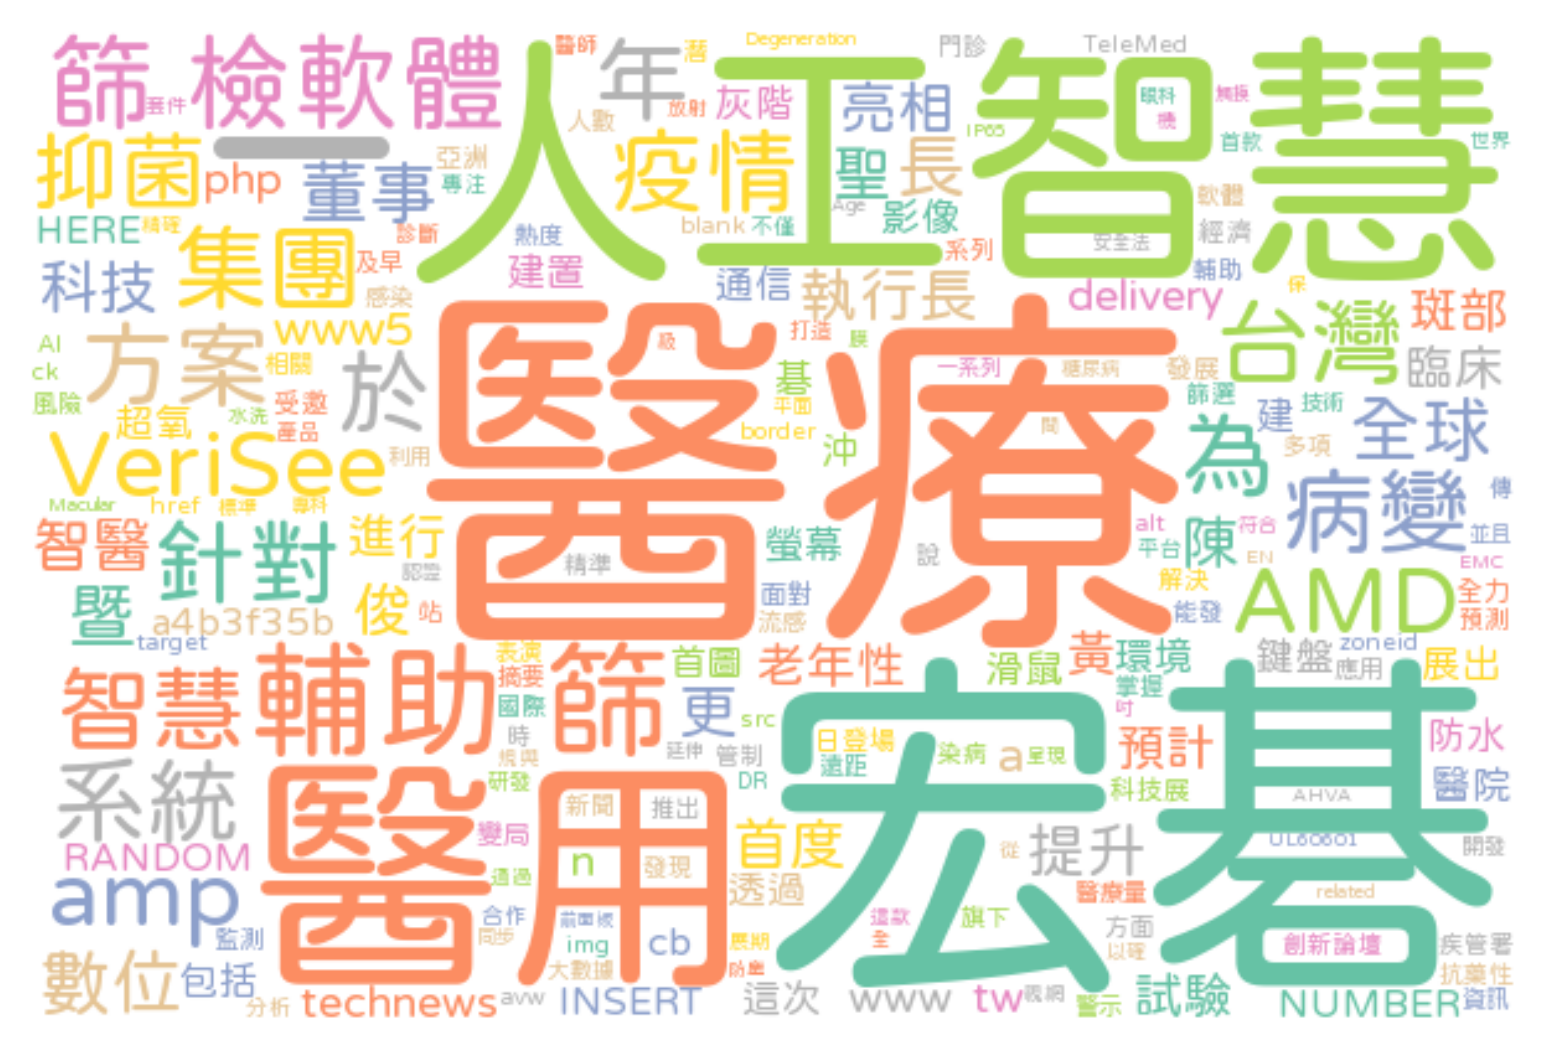 篩檢軟體
套件
醫師
年
潛
Degeneration
門診
TeleMed
人工智慧
放射
灰階
亮相
眼科
機
觸摸
人數
IP65
首款
世界
抑菌
php
一
董事
亞洲
專注
疫情
聖
長
軟體
HERE
精確
診斷
熱度
blank
不僅
Age
影像
系列
安全法
經濟
科技
集團
及早
感染
建置
通信
執行長
delivery
輔助
保
斑部
AI
ck
風險
方案
www5
相關
於
級
打造
膜
台灣
臨床
超氧
水洗
受邀
產品
醫療
碁
平面
border
沖
一系列
糖尿病
發展
篩選
建
技術
全球
VeriSee
利用
間
為
多項
Macular
href
標準
專科
病變
傳
智醫
針對
進行
認證
精準
螢幕
說
alt
平台
陳
符合
EN
並且
EMC
暨
a4b3f35b
target
俊
站
面對
流感
解決
能發
AMD
全力
預測
智慧
輔助
篩
表演
摘要
國際
時
規與
首圖
老年性
滑鼠
黃
環境
掌握
吋
鍵盤
zoneid
應用
展出
更
src
延伸
管制
DR
宏碁
日登場
遠距
染病
a
呈現
預計
防水
系統
研發
科技展
AHVA
醫院
醫用
新聞
推出
變局
首度
從
提升
UL60601
開發
RANDOM
通過
n
發現
透過
醫療量
related
amp
監測
合作
同步
前面板
img
cb
大數據
展期
防塵
這款
全
旗下
方面
以確
創新論壇
疾管署
抗藥性
數位
包括
分析
technews
avw
INSERT
這次
www
tw
視網
警示
試驗
NUMBER
資訊